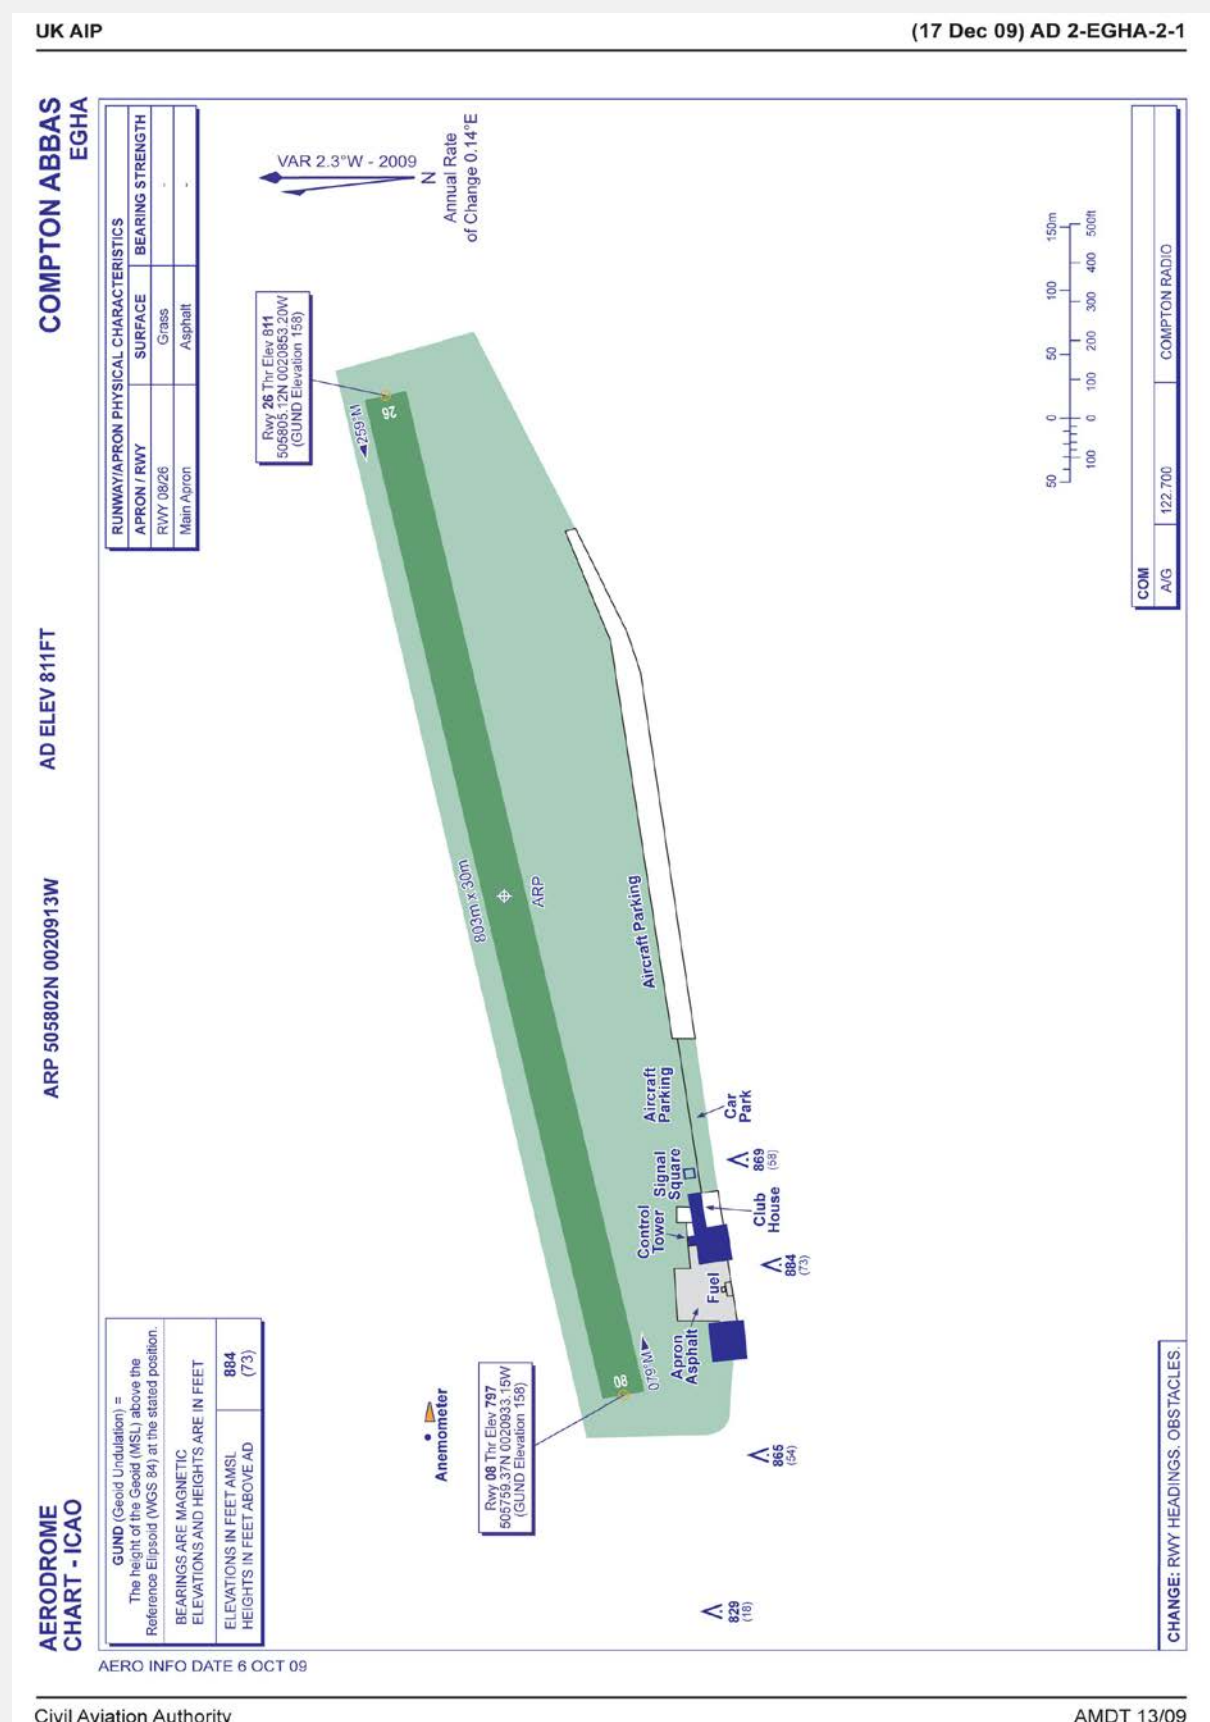 UK AIP
(17 Dec 09) AD 2-EGHA-2-1
AERODROME
CHART - ICAO
ARP 505802N 0020913W
AD ELEV 811FT
COMPTON ABBAS
EGHA
GUND (Geoid Undulation) =
The height of the Geoid (MSL) above the
Reference Elipsoid (WGS 84) at the stated position.
BEARINGS ARE MAGNETIC
ELEVATIONS AND HEIGHTS ARE IN FEET
ELEVATIONS IN FEET AMSL
HEIGHTS IN FEET ABOVE AD
884
(73)
RUNWAY/APRON PHYSICAL CHARACTERISTICS
APRON / RWY SURFACE BEARING STRENGTH
RWY 08/26 Grass -
Main Apron Asphalt -
VAR 2.3°W - 2009
N
Annual Rate
of Change 0.14°E
Rwy 26 Thr Elev 811
505805.12N 0020853.20W
(GUND Elevation 158)
259°M
26
803m x 30m
ARP
Anemometer
Rwy 08 Thr Elev 797
505759.37N 0020933.15W
(GUND Elevation 158)
08
079°M
Apron
Asphalt
Fuel
Control
Tower
Signal
Square
Aircraft
Parking
Aircraft Parking
Car
Park
Club
House
829
(18)
865
(54)
884
(73)
869
(58)
50 0 50 100 150m
100 0 100 200 300 400 500ft
COM
A/G 122.700 COMPTON RADIO
CHANGE: RWY HEADINGS. OBSTACLES.
AERO INFO DATE 6 OCT 09
Civil Aviation Authority
AMDT 13/09